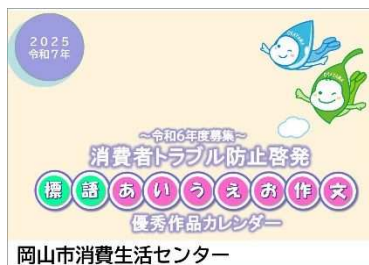 2025
令和7年
～令和6年度募集～
消費者トラブル防止啓発
標語あいうえお作文
優秀作品カレンダー
岡山市消費生活センター